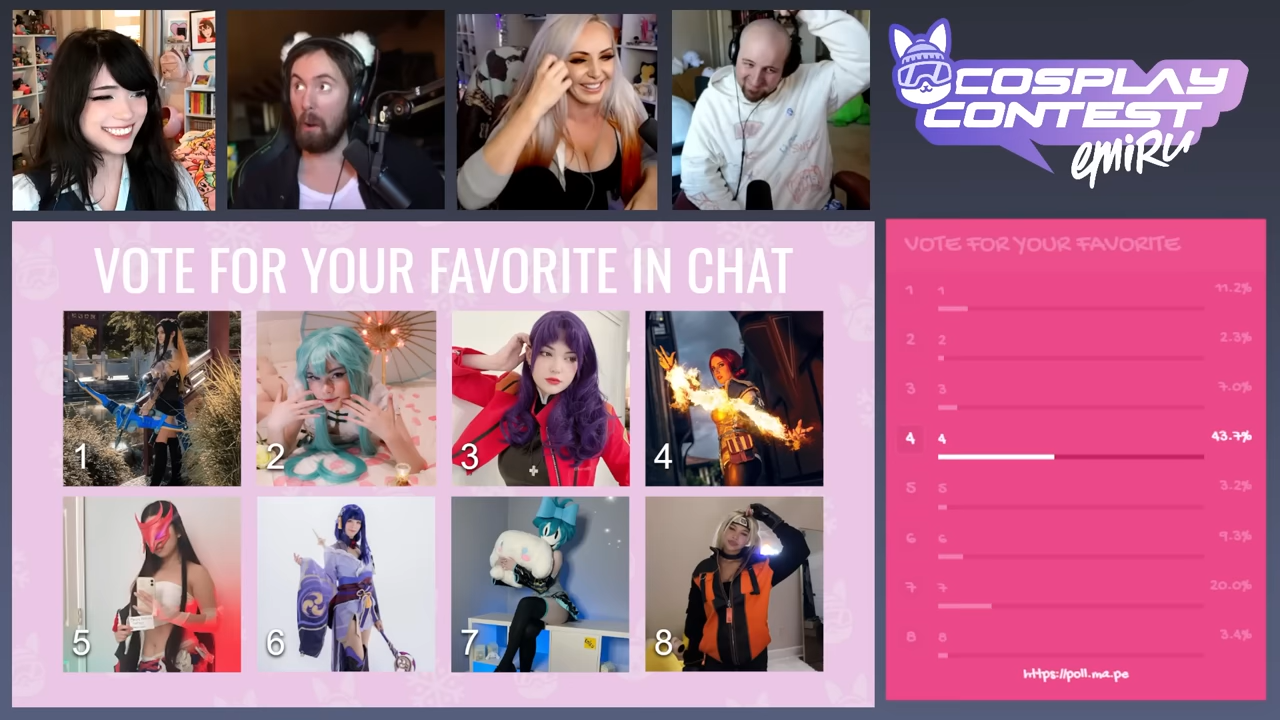 COSPLAY
CONTEST
emiru
VOTE FOR YOUR FAVORITE IN CHAT
1
2
3
4
5
6
7
8
VOTE FOR YOUR FAVORITE
1 1 11.2%
2 2 2.3%
3 3 7.0%
4 4 43.7%
5 5 3.2%
6 6 9.3%
7 7 20.0%
8 8 3.4%
https://poll.ma.pe